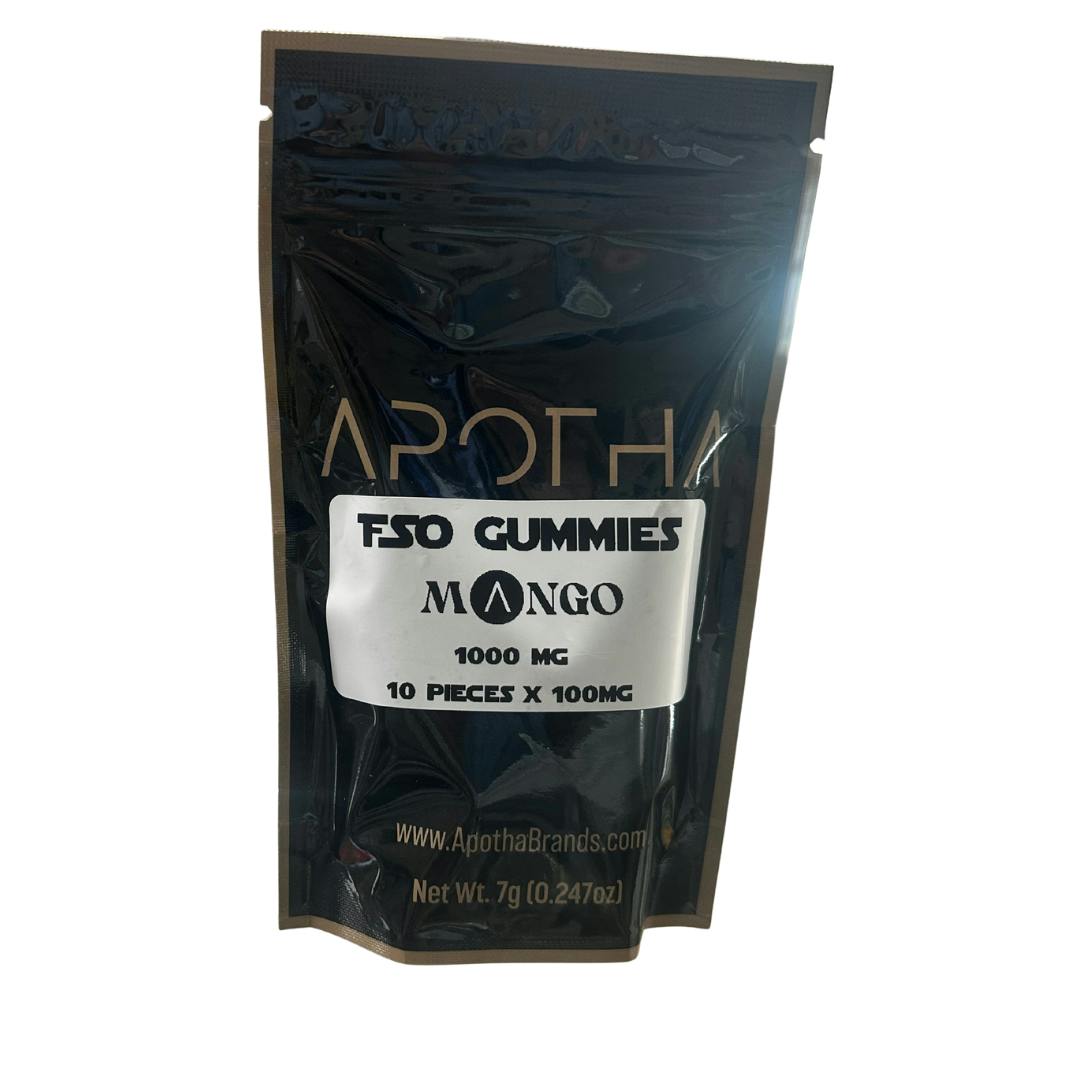 APOTHA
FSO GUMMIES
MANGO
1000 MG
10 PIECES X 100MG
www.ApothaBrands.com
Net Wt. 7g (0.247oz)